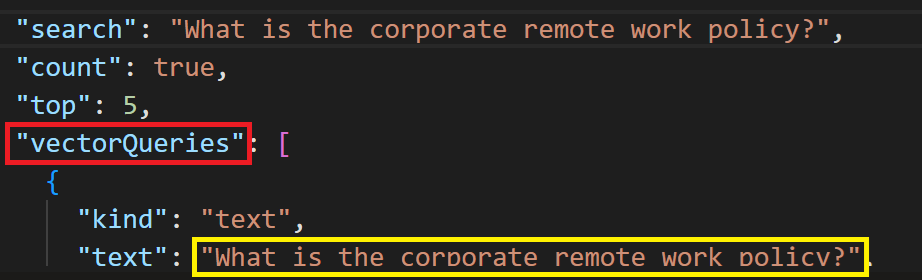 "search": "What is the corporate remote work policy?",
"count": true,
"top": 5,
"vectorQueries": [
{
"kind": "text",
"text": "What is the corporate remote work policy?",